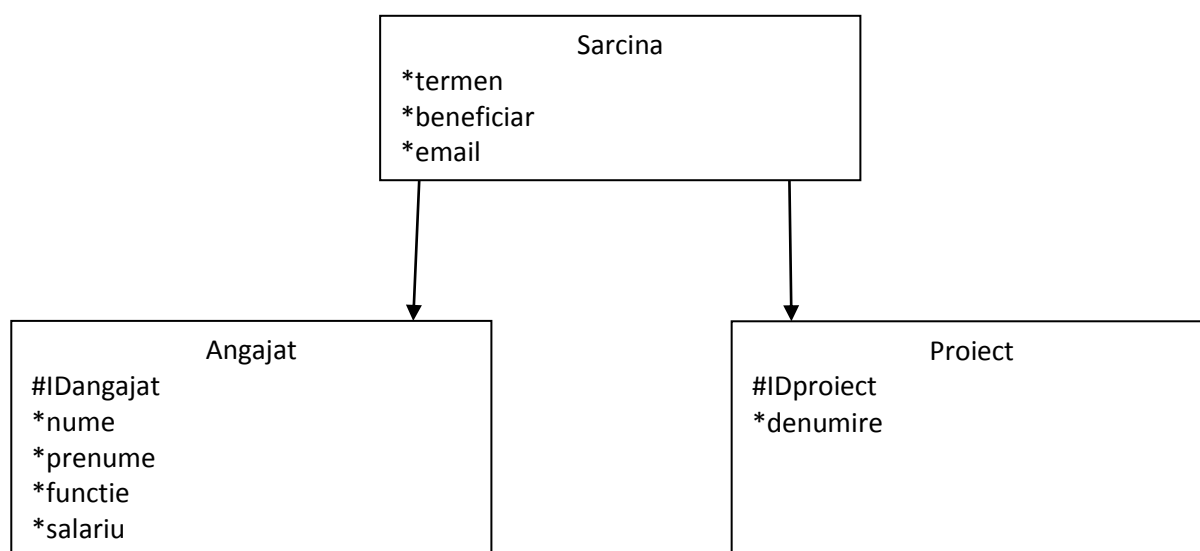 Sarcina
*termen
*beneficiar
*email
Angajat
#IDangajat
*nume
*prenume
*functie
*salariu
Proiect
#IDproiect
*denumire